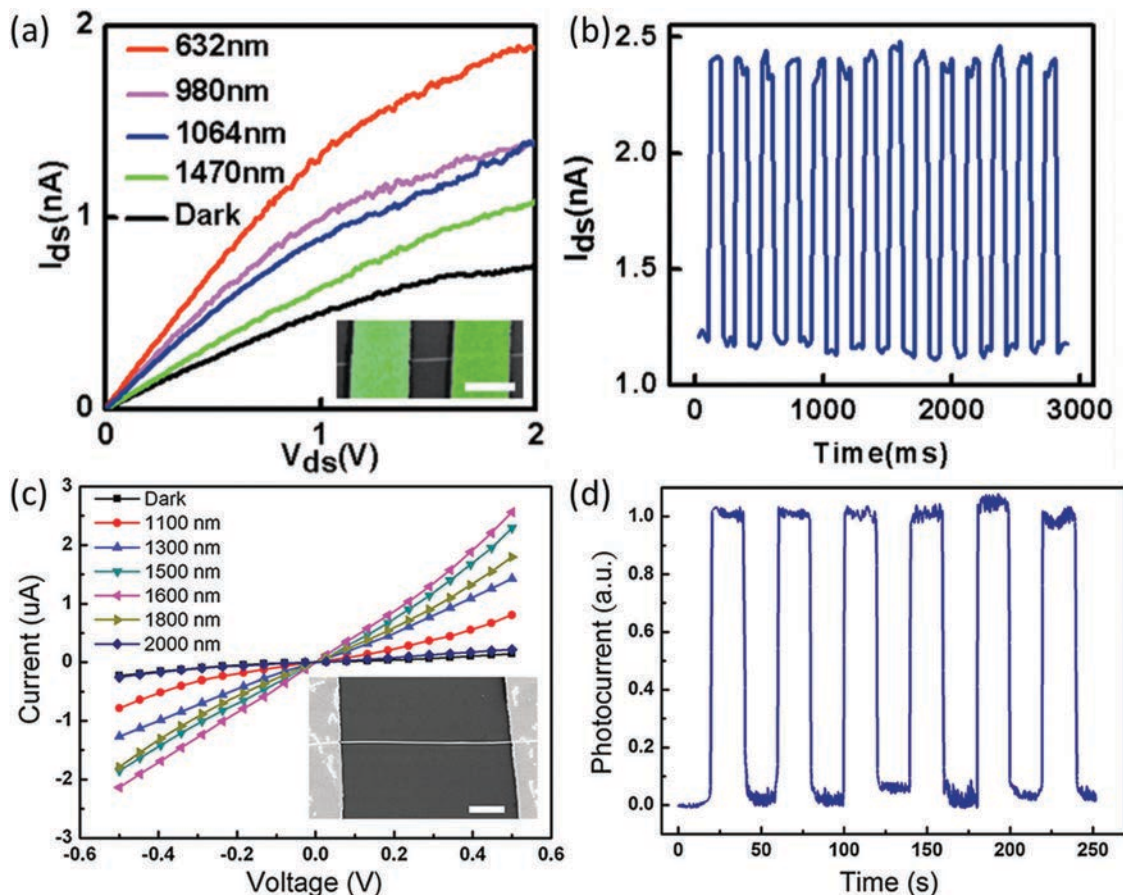 (a)
2
632nm
980nm
1064nm
1470nm
Dark
1
0
I_ds(nA)
0
1
2
V_ds(V)
(b)
2.5
2.0
1.5
1.0
I_ds(nA)
0
1000
2000
3000
Time(ms)
(c)
3
2
1
0
-1
-2
-3
Current (uA)
Dark
1100 nm
1300 nm
1500 nm
1600 nm
1800 nm
2000 nm
-0.6
-0.4
-0.2
0.0
0.2
0.4
0.6
Voltage (V)
(d)
1.0
0.8
0.6
0.4
0.2
0.0
Photocurrent (a.u.)
0
50
100
150
200
250
Time (s)